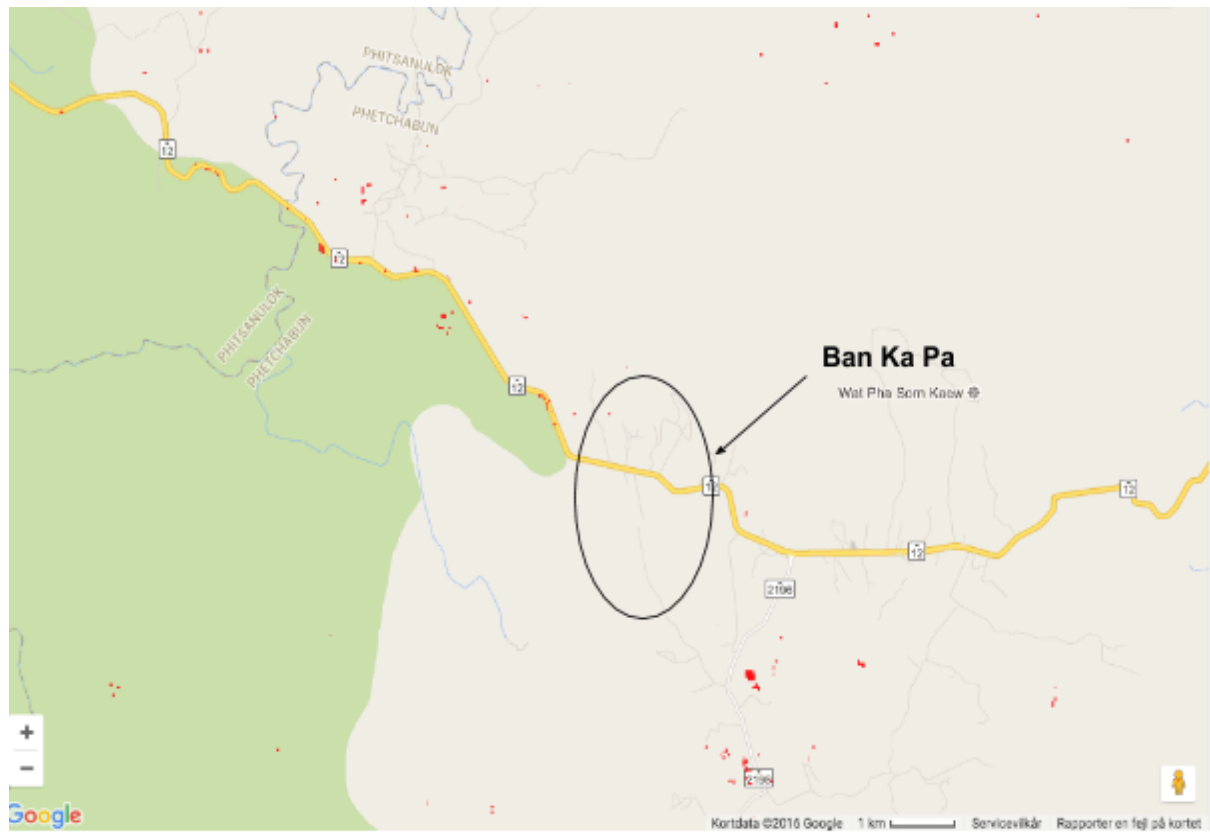 PHITSANULOK
PHETCHABUN
12
12
PHITSANULOK
PHETCHABUN
Ban Ka Pa
12
Wat Pha Sorn Kaew
12
12
12
2196
2196
+
−
Google
Kortdata ©2016 Google 1 km Servicevilkår Rapporter en fejl på kortet